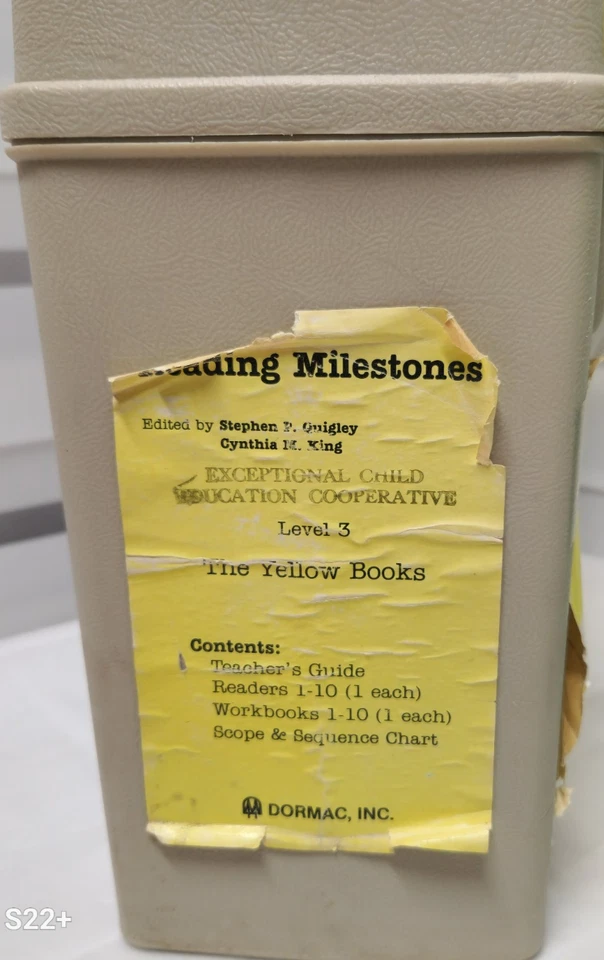 Reading Milestones
Edited by Stephen P. Quigley
Cynthia M. King
EXCEPTIONAL CHILD
EDUCATION COOPERATIVE
Level 3
The Yellow Books
Contents:
Teacher's Guide
Readers 1-10 (1 each)
Workbooks 1-10 (1 each)
Scope & Sequence Chart
DORMAC, INC.
S22+